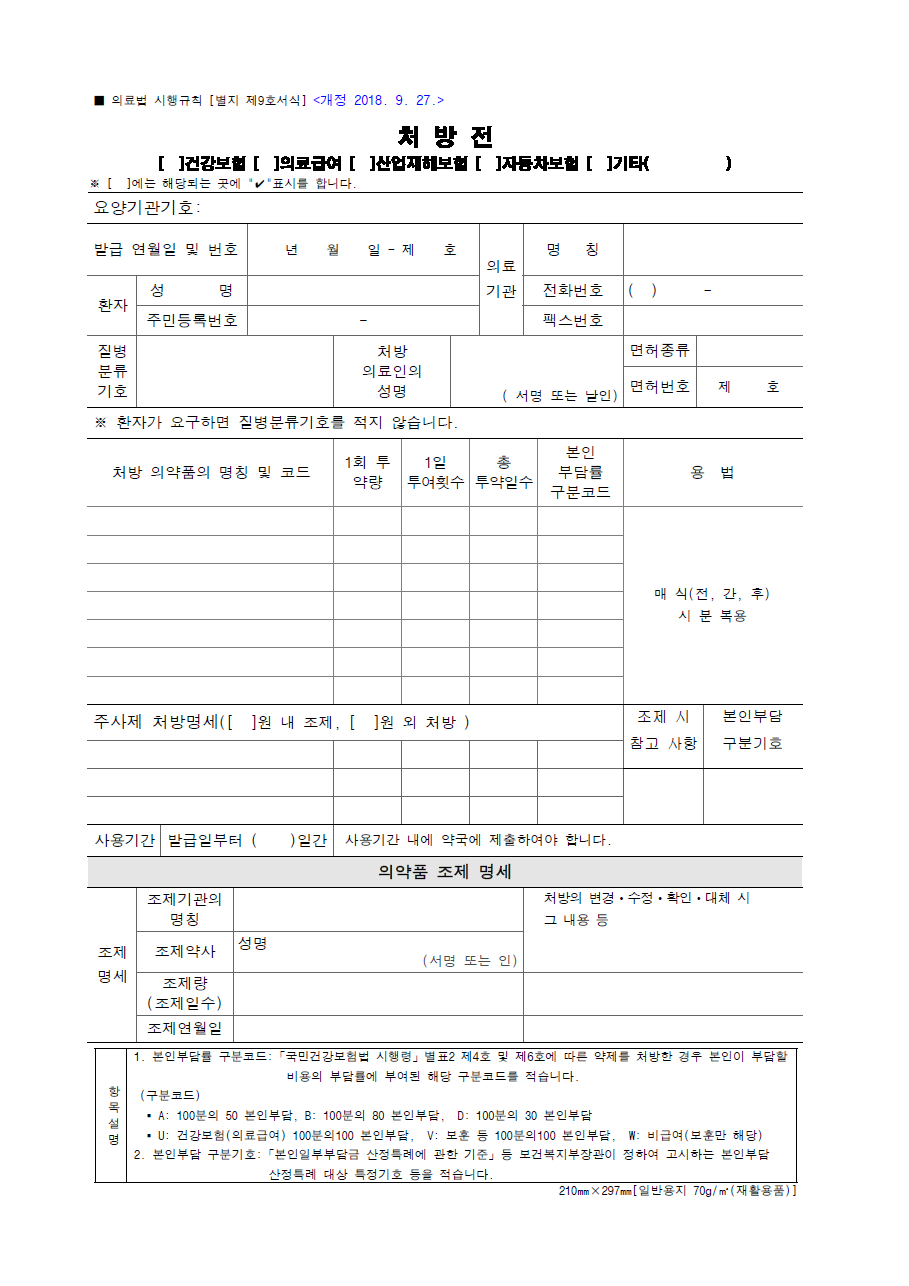 ■ 의료법 시행규칙 [별지 제9호서식] <개정 2018. 9. 27.>
처 방 전
[  ]건강보험 [  ]의료급여 [  ]산업재해보험 [  ]자동차보험 [  ]기타(          )
※ [  ]에는 해당되는 곳에 "✔"표시를 합니다.
요양기관기호:
발급 연월일 및 번호
년  월  일 - 제  호
의료
기관
명  칭
환자
성  명
전화번호
(  )  -
주민등록번호
-
팩스번호
질병
분류
기호
처방
의료인의
성명
( 서명 또는 날인)
면허종류
면허번호
제  호
※ 환자가 요구하면 질병분류기호를 적지 않습니다.
처방 의약품의 명칭 및 코드
1회 투
약량
1일
투여횟수
총
투약일수
본인
부담률
구분코드
용  법
매 식(전, 간, 후)
시 분 복용
주사제 처방명세([  ]원 내 조제, [  ]원 외 처방 )
조제 시
참고 사항
본인부담
구분기호
사용기간
발급일부터 (  )일간
사용기간 내에 약국에 제출하여야 합니다.
의약품 조제 명세
조제
명세
조제기관의
명칭
처방의 변경·수정·확인·대체 시
그 내용 등
조제약사
성명
(서명 또는 인)
조제량
(조제일수)
조제연월일
항
목
설
명
1. 본인부담률 구분코드:「국민건강보험법 시행령」별표2 제4호 및 제6호에 따른 약제를 처방한 경우 본인이 부담할
비용의 부담률에 부여된 해당 구분코드를 적습니다.
(구분코드)
▪ A: 100분의 50 본인부담, B: 100분의 80 본인부담, D: 100분의 30 본인부담
▪ U: 건강보험(의료급여) 100분의100 본인부담, V: 보훈 등 100분의100 본인부담, W: 비급여(보훈만 해당)
2. 본인부담 구분기호:「본인일부부담금 산정특례에 관한 기준」등 보건복지부장관이 정하여 고시하는 본인부담
산정특례 대상 특정기호 등을 적습니다.
210㎜×297㎜[일반용지 70g/㎡(재활용품)]